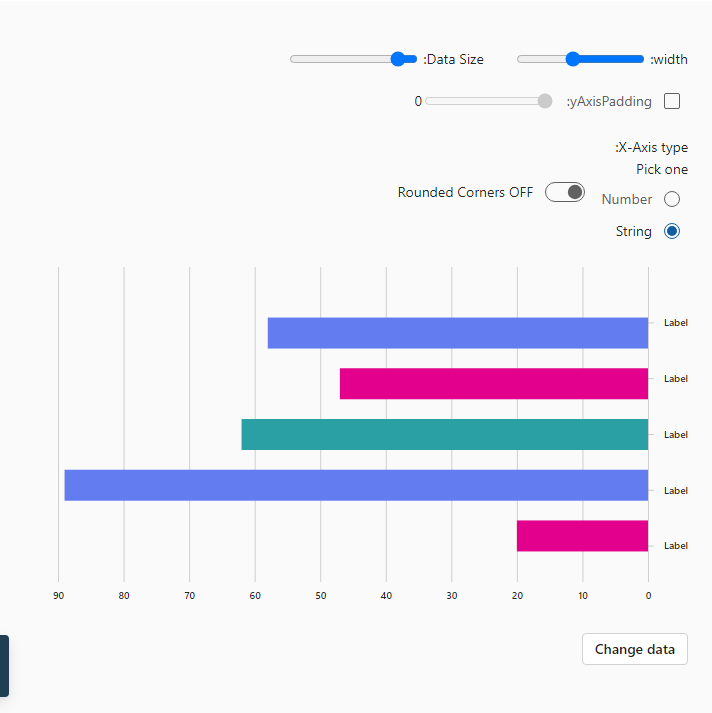 :width
:Data Size
:yAxisPadding
0
:X-Axis type
Pick one
Number
Rounded Corners OFF
String
Label
Label
Label
Label
Label
90 80 70 60 50 40 30 20 10 0
Change data